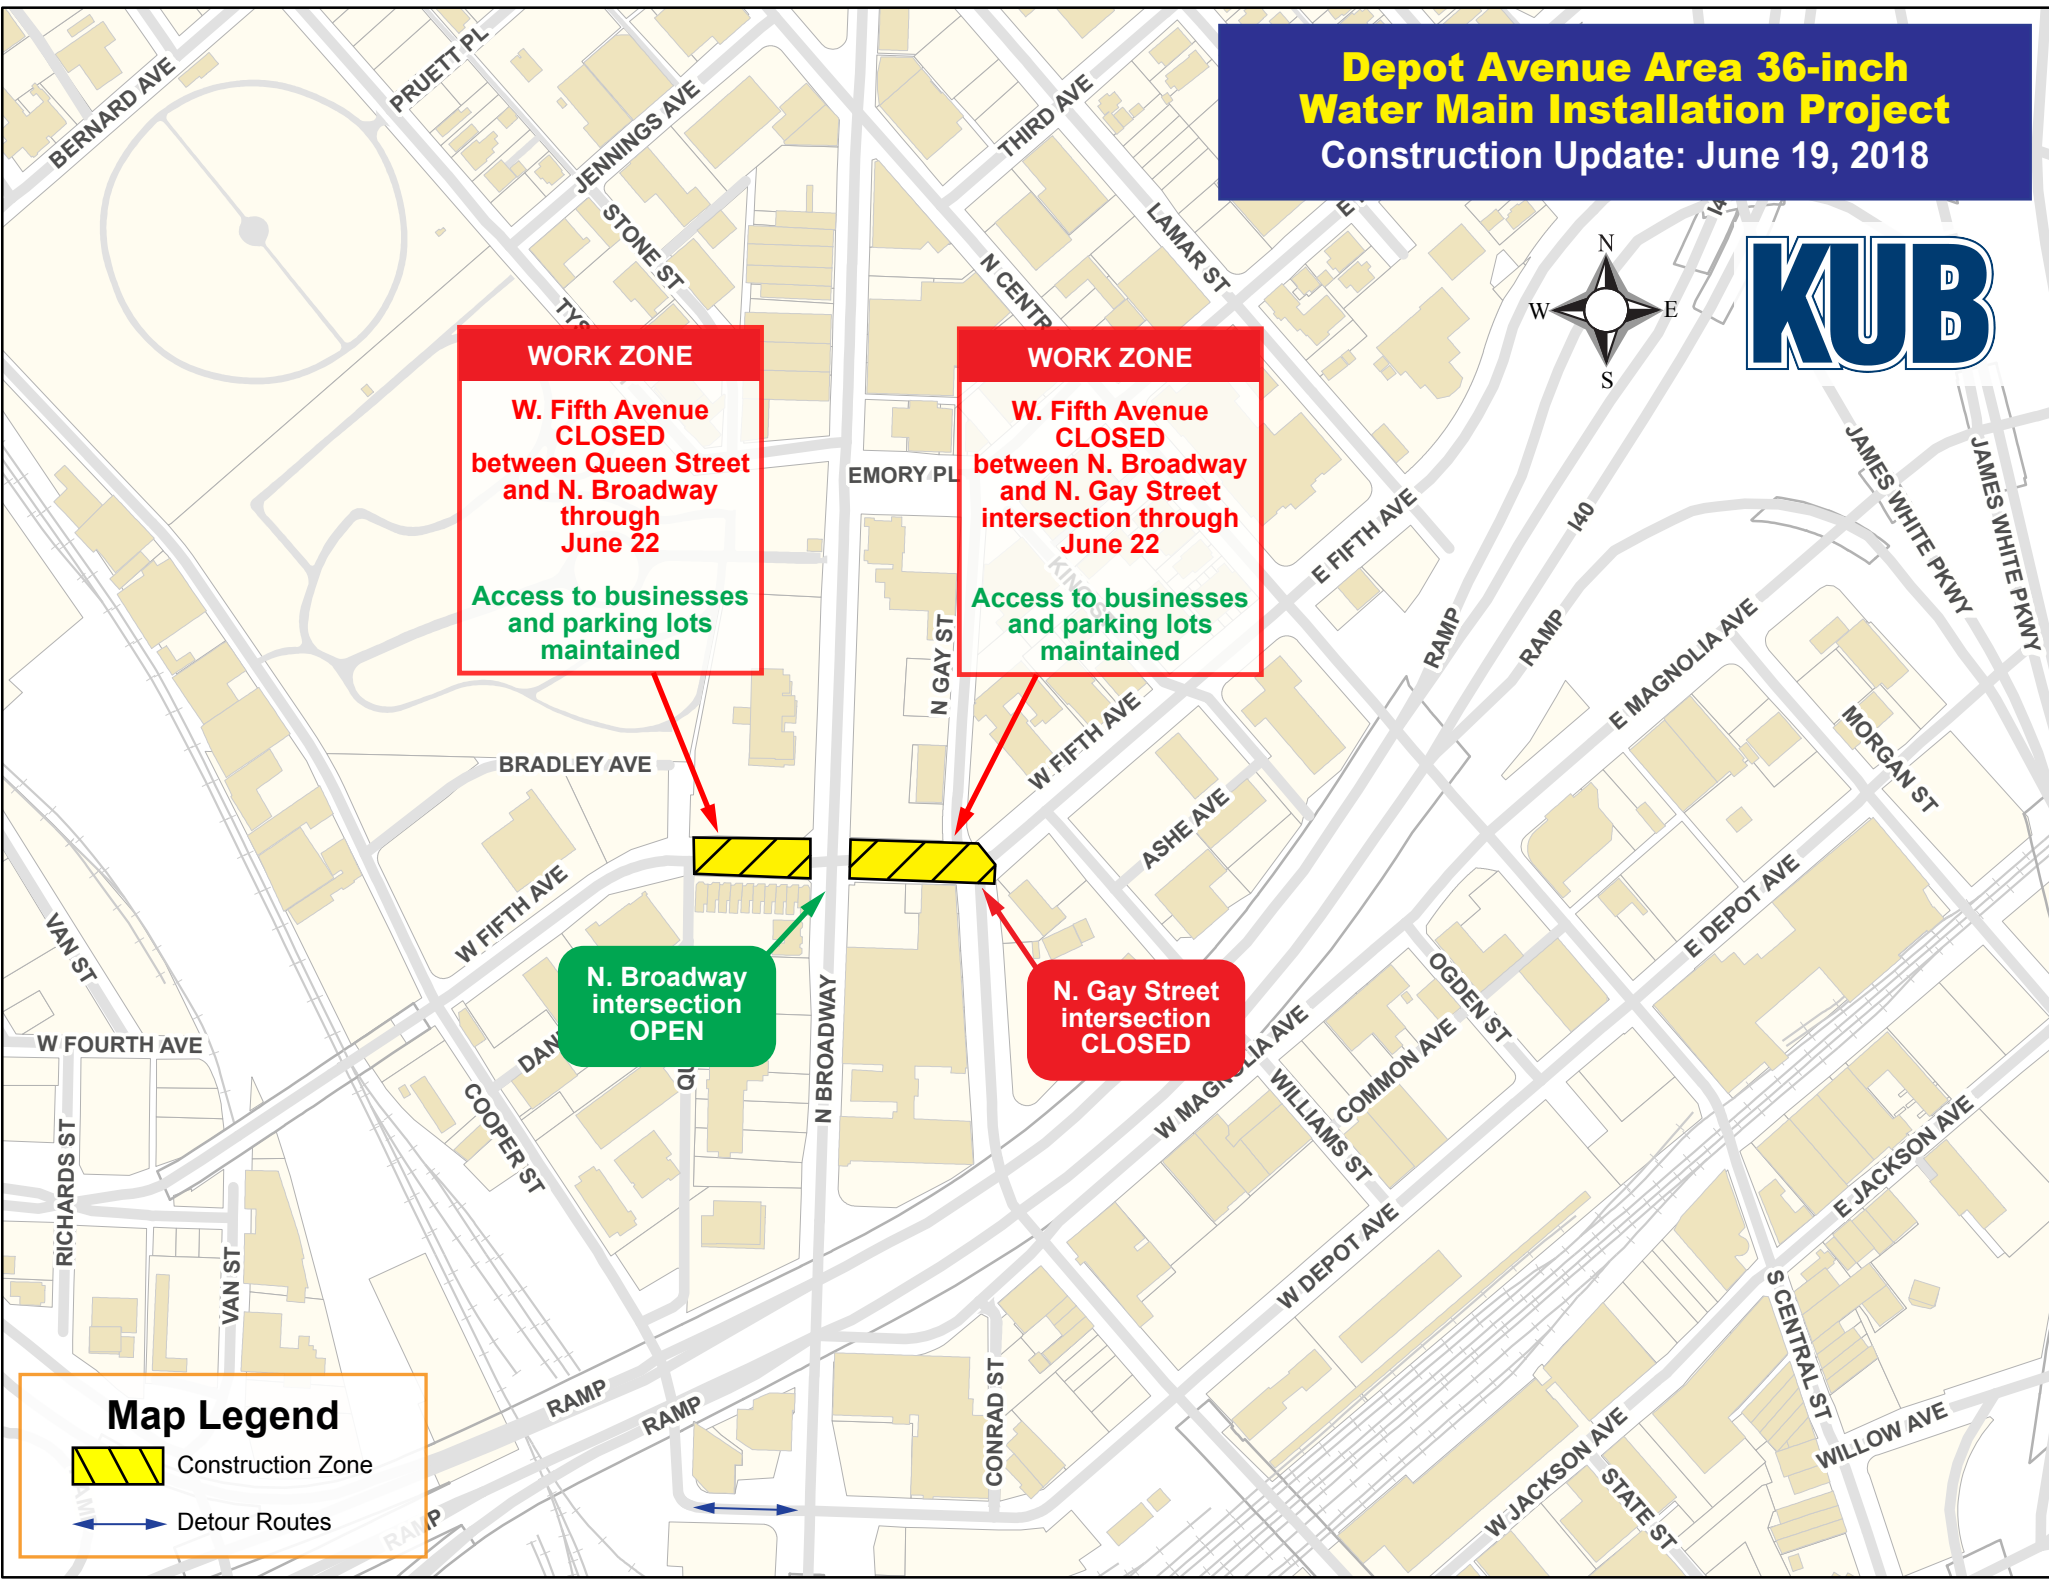 Depot Avenue Area 36-inch
Water Main Installation Project
Construction Update: June 19, 2018
N
W
E
S
KUB
BERNARD AVE
PRUETT PL
JENNINGS AVE
STONE ST
THIRD AVE
LAMAR ST
I40
WORK ZONE
W. Fifth Avenue
CLOSED
between Queen Street
and N. Broadway
through
June 22
Access to businesses
and parking lots
maintained
WORK ZONE
W. Fifth Avenue
CLOSED
between N. Broadway
and N. Gay Street
intersection through
June 22
Access to businesses
and parking lots
maintained
EMORY PL
N GAY ST
E FIFTH AVE
I40
RAMP
RAMP
JAMES WHITE PKWY
JAMES WHITE PKWY
E MAGNOLIA AVE
MORGAN ST
BRADLEY AVE
W FIFTH AVE
ASHE AVE
W FIFTH AVE
VAN ST
W FOURTH AVE
RICHARDS ST
VAN ST
COOPER ST
N. Broadway
intersection
OPEN
N BROADWAY
N. Gay Street
intersection
CLOSED
W MAGNOLIA AVE
WILLIAMS ST
COMMON AVE
OGDEN ST
E DEPOT AVE
E JACKSON AVE
W DEPOT AVE
S CENTRAL ST
WILLOW AVE
W JACKSON AVE
STATE ST
CONRAD ST
RAMP
RAMP
RAMP
Map Legend
Construction Zone
Detour Routes